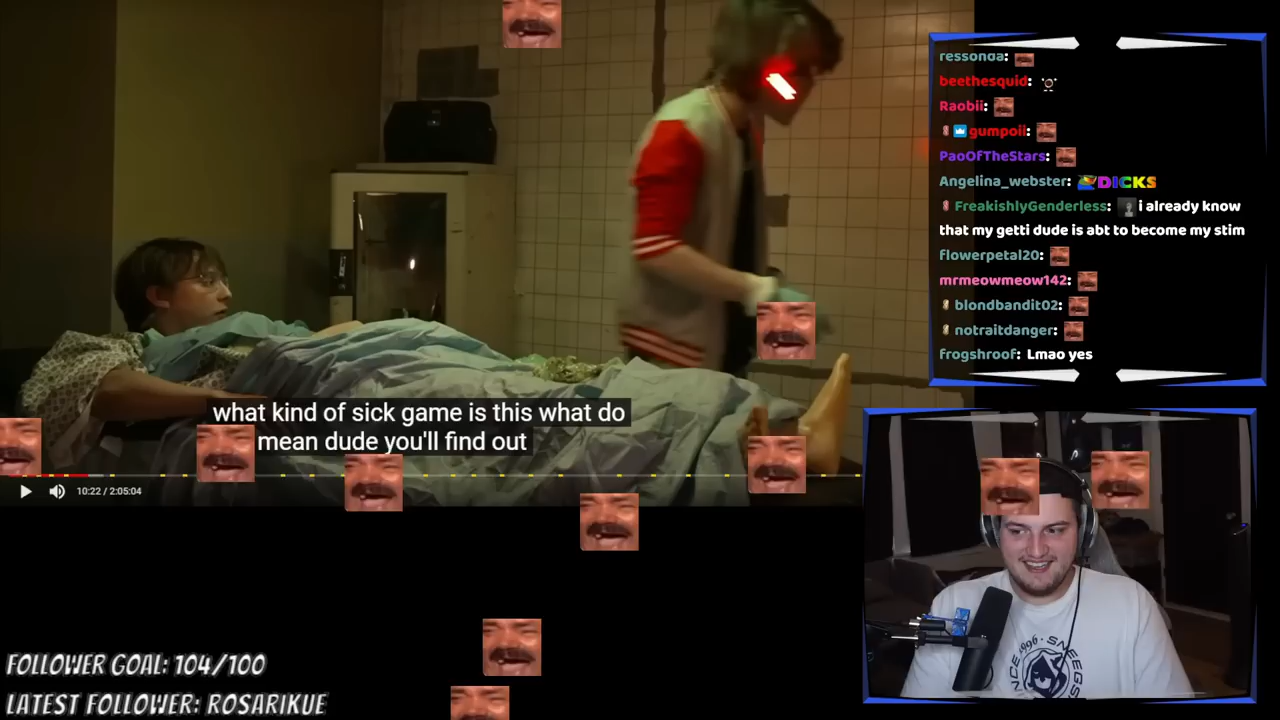 ressonda:
beethesquid:
Raobii:
gumpoii:
PaoOfTheStars:
Angelina_webster: DICKS
FreakishlyGenderless: i already know
that my getti dude is abt to become my stim
flowerpetal20:
mrmeowmeow142:
blondbandit02:
notraitdanger:
frogshroof: Lmao yes
what kind of sick game is this what do
mean dude you'll find out
10:22 / 2:05:04
1996
FOLLOWER GOAL: 104/100
LATEST FOLLOWER: ROSARIKUE